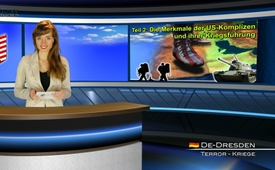 Teil 2: Die Merkmale der US-Komplizen
und ihrer Kriegsführung
De-Dresden
Terror - Kriege